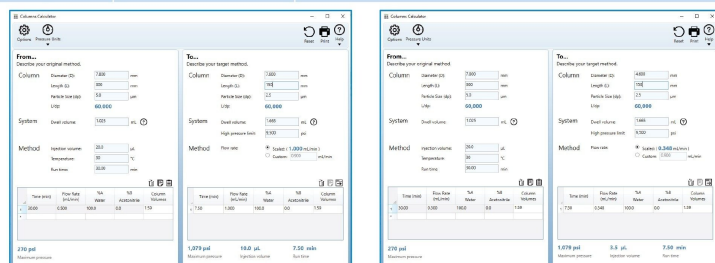 Columns Calculator
Options Pressure Units Reset Print Help
From...
Describe your original method.
Column Diameter (ID): 7.800 mm
Length (L): 300 mm
Particle Size (dp): 5.0 µm
L/dp: 60,000
System Dwell volume: 1.025 mL
Method Injection volume: 20.0 µL
Temperature: 30 °C
Run time: 30.00 min
Time (min) Flow Rate (mL/min) %A Water %B Acetonitrile Column Volumes
30.00 0.500 100.0 0.0 1.50
270 psi
Maximum pressure
To...
Describe your target method.
Diameter (ID): 7.800 mm
Length (L): 150 mm
Particle Size (dp): 2.5 µm
L/dp: 60,000
Dwell volume: mL
High pressure limit: 9,500 psi
Flow rate: Scaled: ( 1.000 mL/min )
Custom: mL/min
Time (min) Flow Rate (mL/min) %A Water %B Acetonitrile Column Volumes
7.50 1.000 100.0 0.0 1.50
1,079 psi 10.0 µL 7.50 min
Maximum pressure Injection volume Run time
Columns Calculator
Options Pressure Units Reset Print Help
From...
Describe your original method.
Column Diameter (ID): 7.800 mm
Length (L): 300 mm
Particle Size (dp): 5.0 µm
L/dp: 60,000
System Dwell volume: 1.025 mL
Method Injection volume: 20.0 µL
Temperature: 30 °C
Run time: 30.00 min
Time (min) Flow Rate (mL/min) %A Water %B Acetonitrile Column Volumes
30.00 0.500 100.0 0.0 1.50
270 psi
Maximum pressure
To...
Describe your target method.
Column Diameter (ID): 4.600 mm
Length (L): 150 mm
Particle Size (dp): 2.5 µm
L/dp: 60,000
System Dwell volume: mL
High pressure limit: 9,500 psi
Method Flow rate: Scaled: ( 0.348 mL/min )
Custom: mL/min
Time (min) Flow Rate (mL/min) %A Water %B Acetonitrile Column Volumes
7.50 0.348 100.0 0.0 1.50
1,079 psi 3.5 µL 7.50 min
Maximum pressure Injection volume Run time